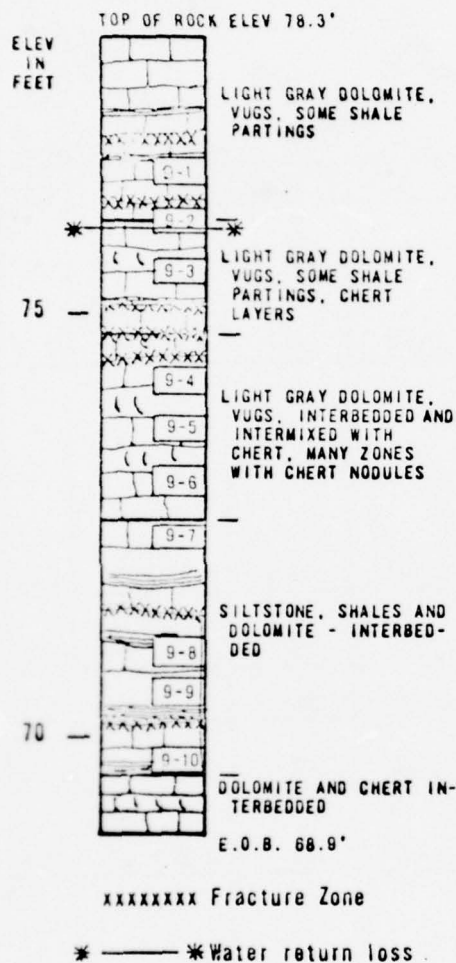 TOP OF ROCK ELEV 78.3'
ELEV
IN
FEET
LIGHT GRAY DOLOMITE,
VUGS, SOME SHALE
PARTINGS
9-1
9-2
LIGHT GRAY DOLOMITE,
VUGS, SOME SHALE
PARTINGS, CHERT
LAYERS
9-3
75
9-4
LIGHT GRAY DOLOMITE,
VUGS, INTERBEDDED AND
INTERMIXED WITH
CHERT, MANY ZONES
WITH CHERT NODULES
9-5
9-6
9-7
SILTSTONE, SHALES AND
DOLOMITE - INTERBED-
DED
9-8
9-9
70
9-10
DOLOMITE AND CHERT IN-
TERBEDDED
E.O.B. 68.9'
xxxxxxxx Fracture Zone
* —— * Water return loss